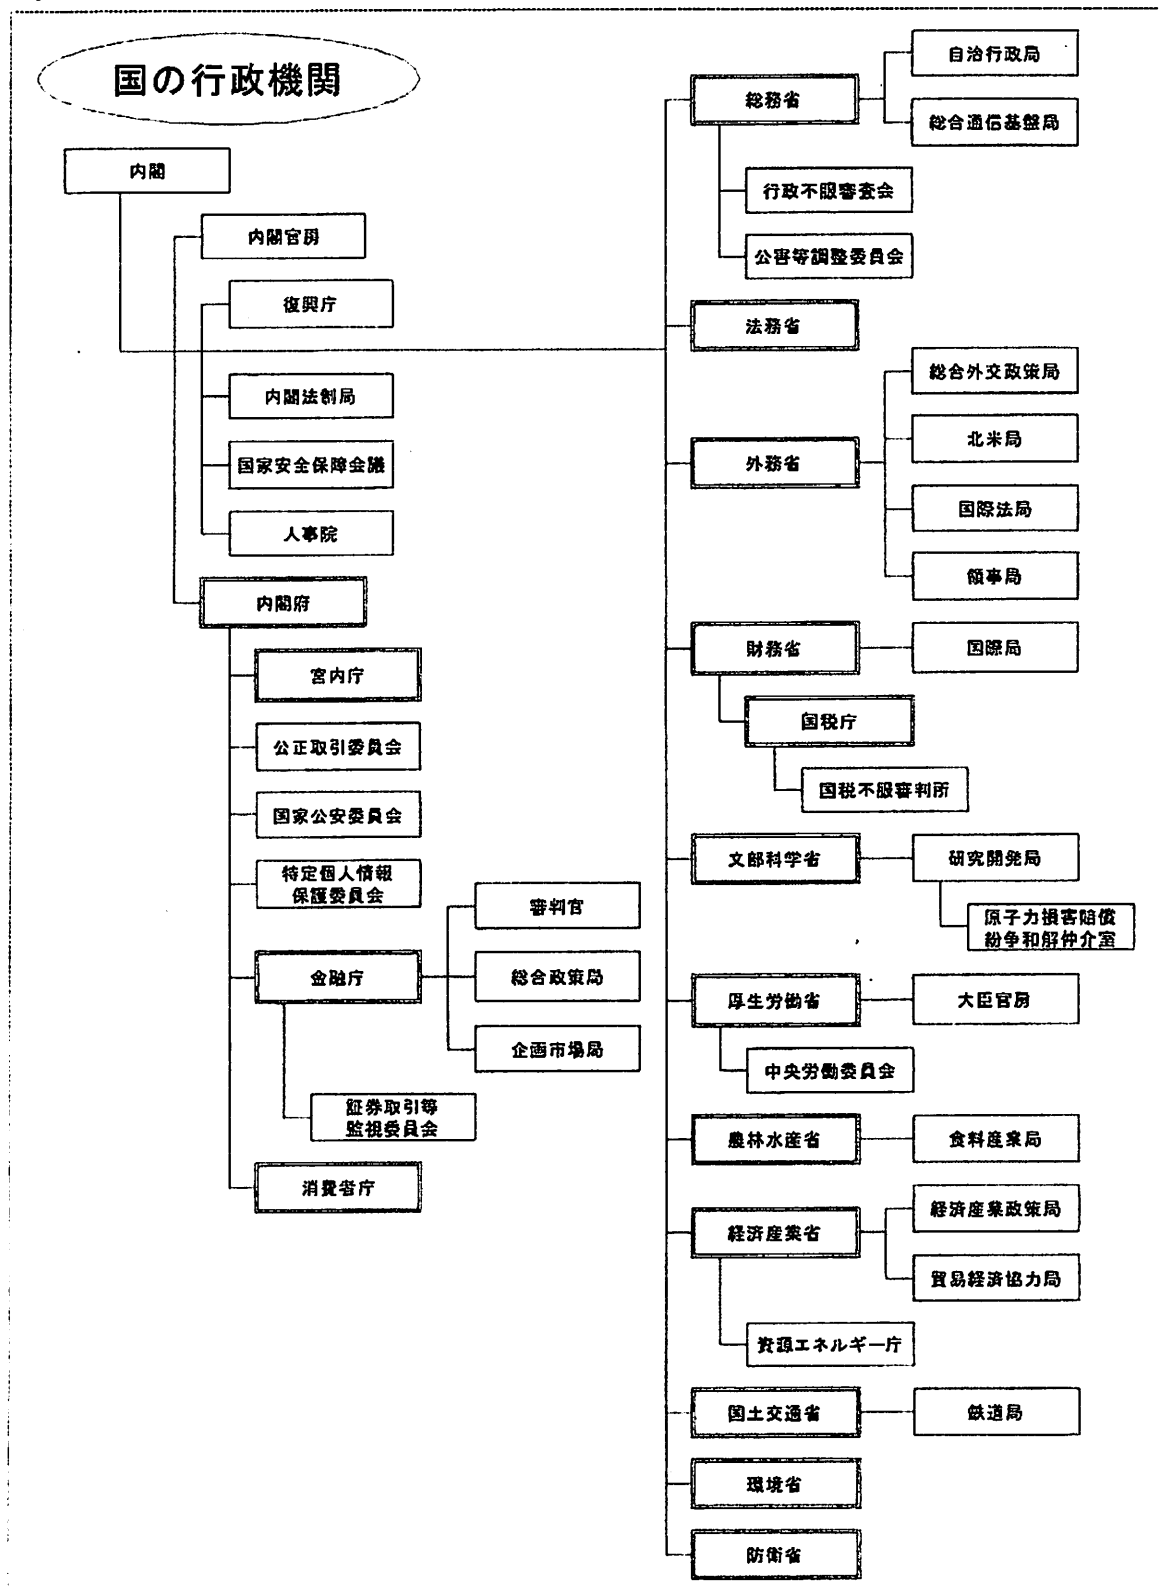 国の行政機関
内閣
内閣官房
復興庁
内閣法制局
国家安全保障会議
人事院
内閣府
宮内庁
公正取引委員会
国家公安委員会
特定個人情報
保護委員会
金融庁
審判官
総合政策局
企画市場局
証券取引等
監視委員会
消費者庁
総務省
自治行政局
総合通信基盤局
行政不服審査会
公害等調整委員会
法務省
外務省
総合外交政策局
北米局
国際法局
領事局
財務省
国際局
国税庁
国税不服審判所
文部科学省
研究開発局
原子力損害賠償
紛争和解仲介室
厚生労働省
大臣官房
中央労働委員会
農林水産省
食料産業局
経済産業省
経済産業政策局
貿易経済協力局
資源エネルギー庁
国土交通省
鉄道局
環境省
防衛省